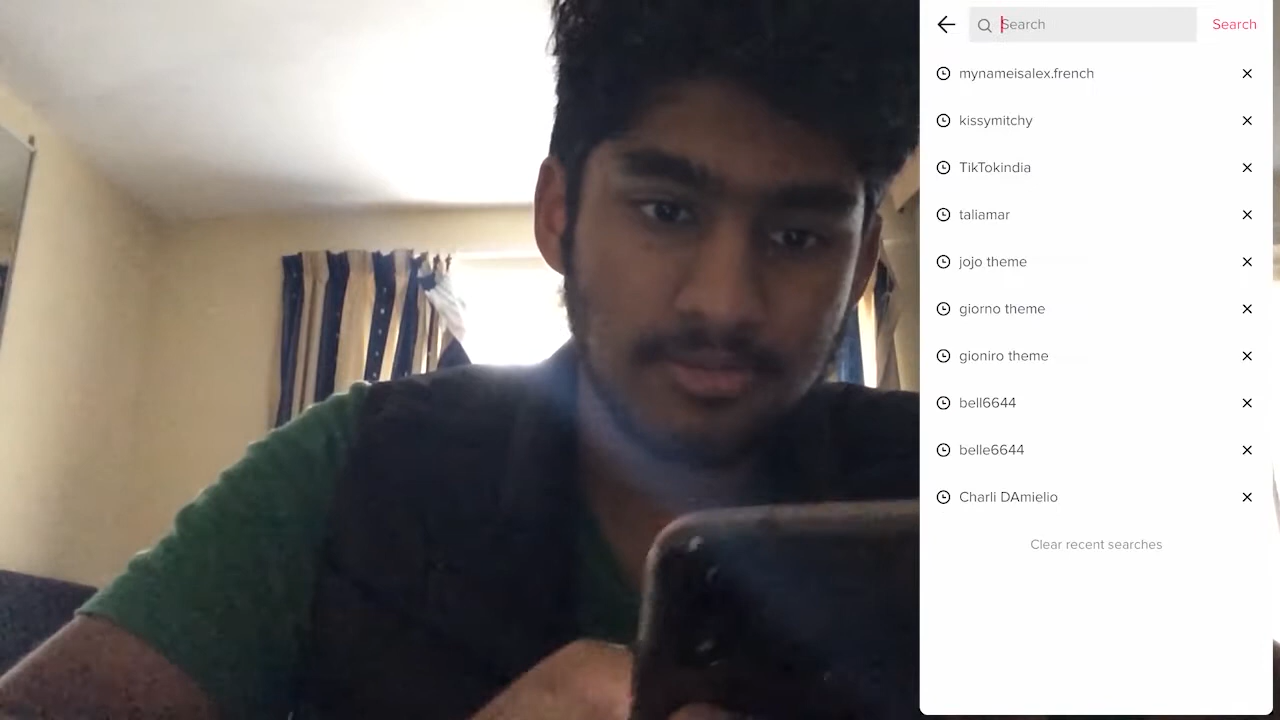 Search Search
mynameisalex.french
kissymitchy
TikTokindia
taliamar
jojo theme
giorno theme
gioniro theme
bell6644
belle6644
Charli DAmielio
Clear recent searches